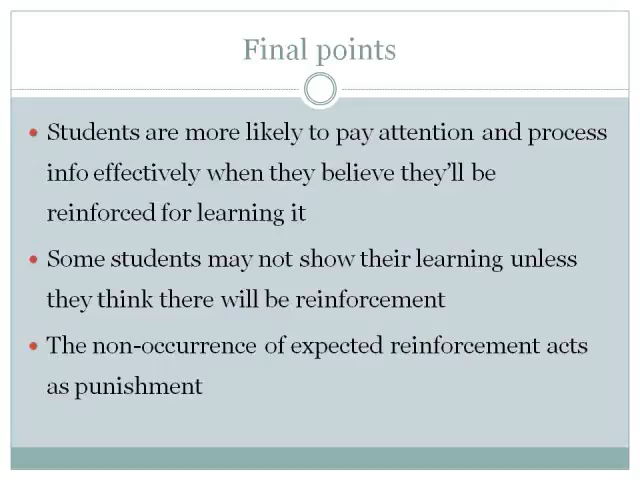 Final points
• Students are more likely to pay attention and process
info effectively when they believe they’ll be
reinforced for learning it
• Some students may not show their learning unless
they think there will be reinforcement
• The non-occurrence of expected reinforcement acts
as punishment